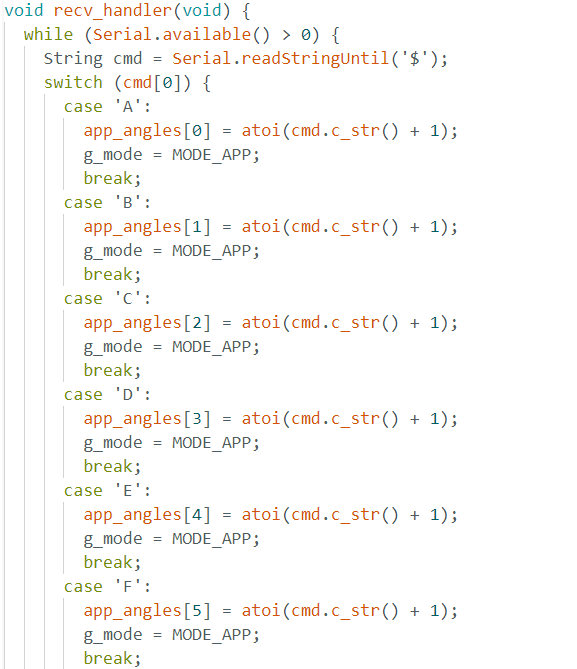 void recv_handler(void) {
  while (Serial.available() > 0) {
    String cmd = Serial.readStringUntil('$');
    switch (cmd[0]) {
      case 'A':
        app_angles[0] = atoi(cmd.c_str() + 1);
        g_mode = MODE_APP;
        break;
      case 'B':
        app_angles[1] = atoi(cmd.c_str() + 1);
        g_mode = MODE_APP;
        break;
      case 'C':
        app_angles[2] = atoi(cmd.c_str() + 1);
        g_mode = MODE_APP;
        break;
      case 'D':
        app_angles[3] = atoi(cmd.c_str() + 1);
        g_mode = MODE_APP;
        break;
      case 'E':
        app_angles[4] = atoi(cmd.c_str() + 1);
        g_mode = MODE_APP;
        break;
      case 'F':
        app_angles[5] = atoi(cmd.c_str() + 1);
        g_mode = MODE_APP;
        break;